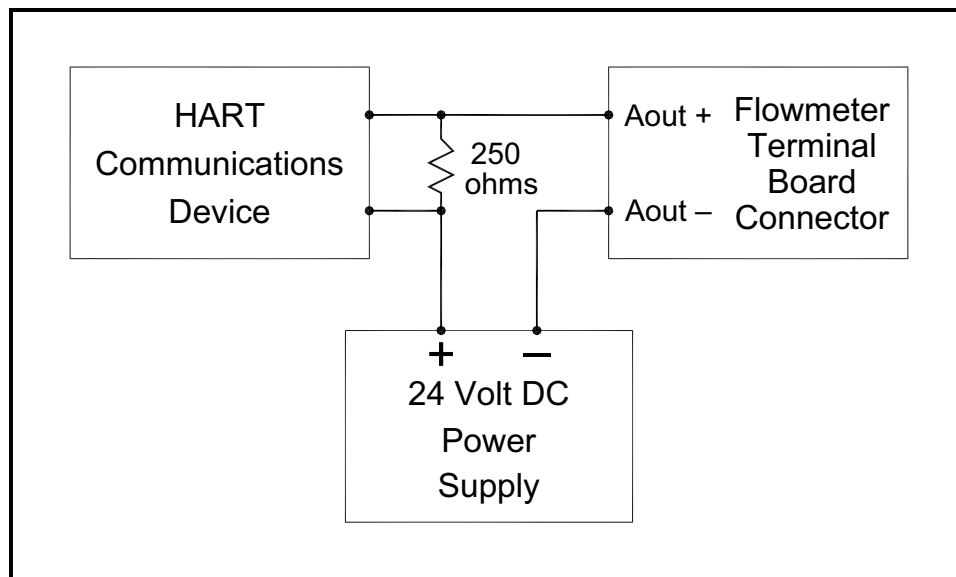 HART
Communications
Device
250
ohms
Aout +
Aout –
Flowmeter
Terminal
Board
Connector
+ –
24 Volt DC
Power
Supply